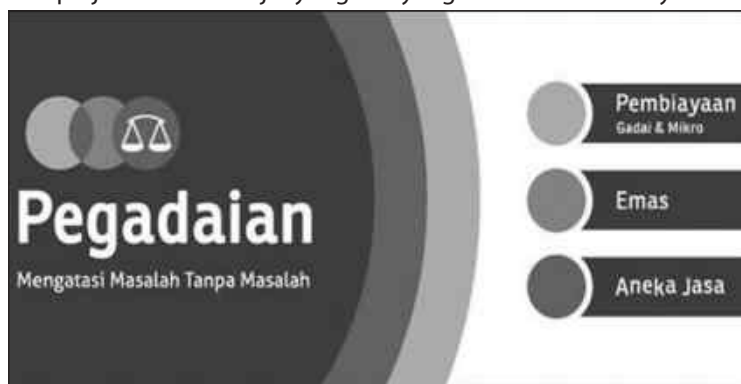 Pegadaian
Mengatasi Masalah Tanpa Masalah
Pembiayaan
Gadai & Mikro
Emas
Aneka Jasa